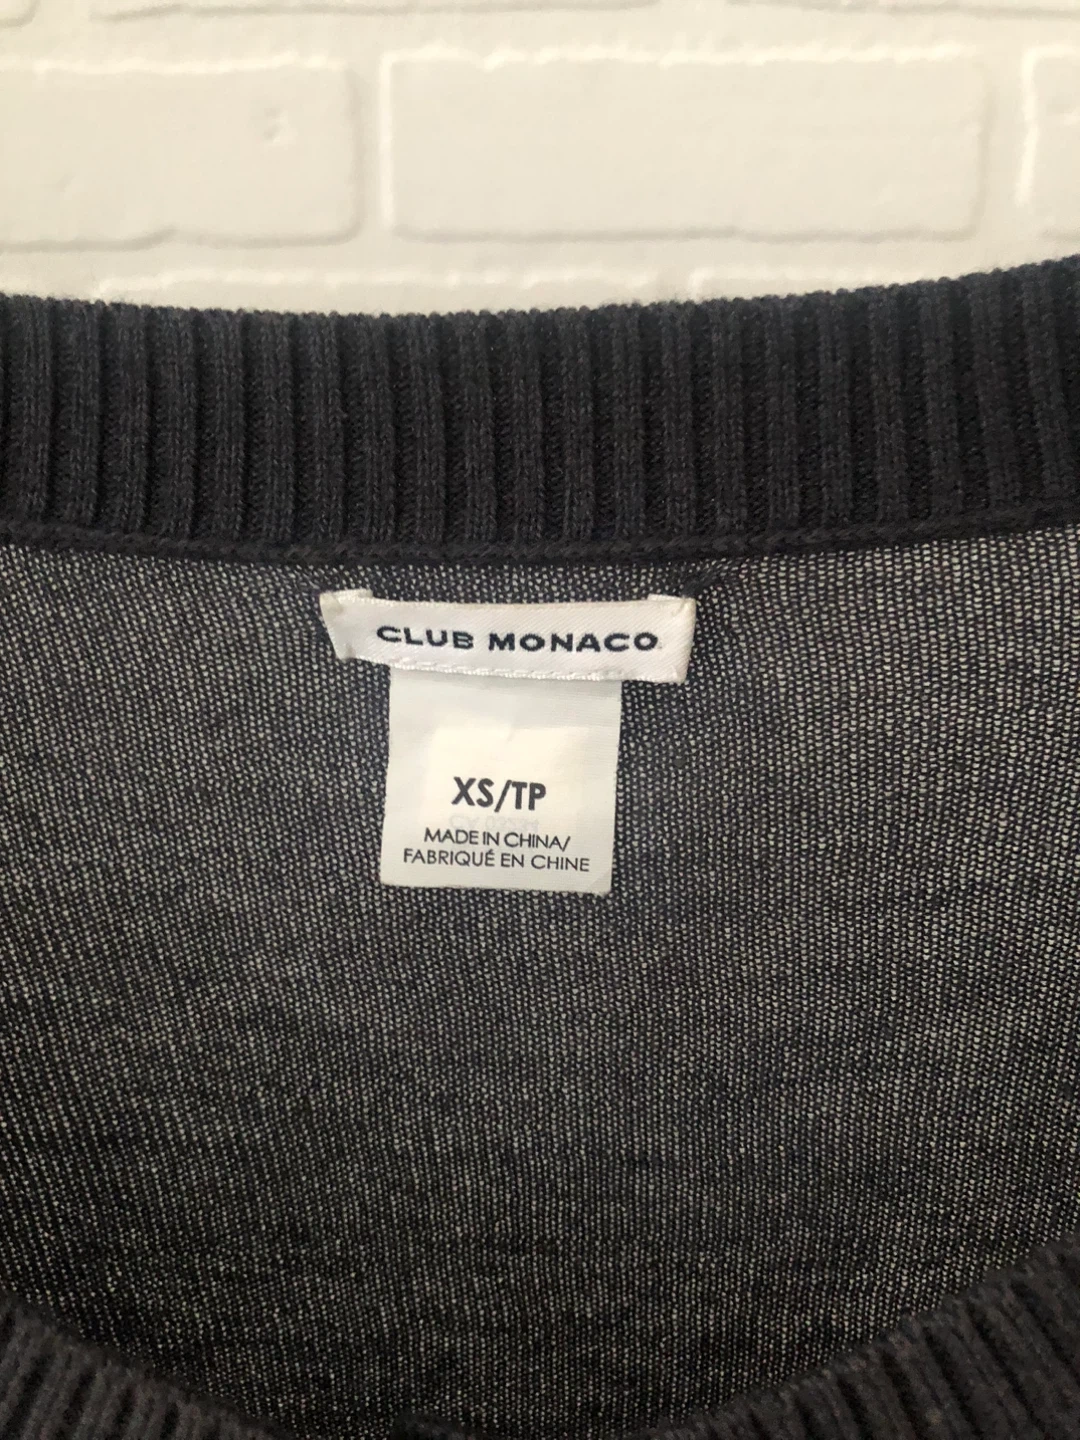 CLUB MONACO
XS/TP
MADE IN CHINA/
FABRIQUÉ EN CHINE